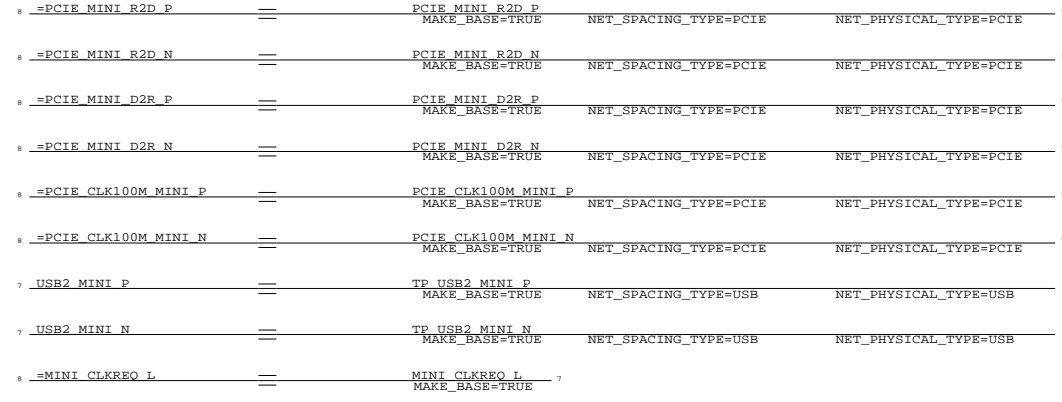 8 =PCIE_MINI_R2D_P PCIE_MINI_R2D_P
MAKE_BASE=TRUE NET_SPACING_TYPE=PCIE NET_PHYSICAL_TYPE=PCIE
8 =PCIE_MINI_R2D_N PCIE_MINI_R2D_N
MAKE_BASE=TRUE NET_SPACING_TYPE=PCIE NET_PHYSICAL_TYPE=PCIE
8 =PCIE_MINI_D2R_P PCIE_MINI_D2R_P
MAKE_BASE=TRUE NET_SPACING_TYPE=PCIE NET_PHYSICAL_TYPE=PCIE
8 =PCIE_MINI_D2R_N PCIE_MINI_D2R_N
MAKE_BASE=TRUE NET_SPACING_TYPE=PCIE NET_PHYSICAL_TYPE=PCIE
8 =PCIE_CLK100M_MINI_P PCIE_CLK100M_MINI_P
MAKE_BASE=TRUE NET_SPACING_TYPE=PCIE NET_PHYSICAL_TYPE=PCIE
8 =PCIE_CLK100M_MINI_N PCIE_CLK100M_MINI_N
MAKE_BASE=TRUE NET_SPACING_TYPE=PCIE NET_PHYSICAL_TYPE=PCIE
7 USB2_MINI_P TP_USB2_MINI_P
MAKE_BASE=TRUE NET_SPACING_TYPE=USB NET_PHYSICAL_TYPE=USB
7 USB2_MINI_N TP_USB2_MINI_N
MAKE_BASE=TRUE NET_SPACING_TYPE=USB NET_PHYSICAL_TYPE=USB
8 =MINI_CLKREQ_L MINI_CLKREQ_L 7
MAKE_BASE=TRUE